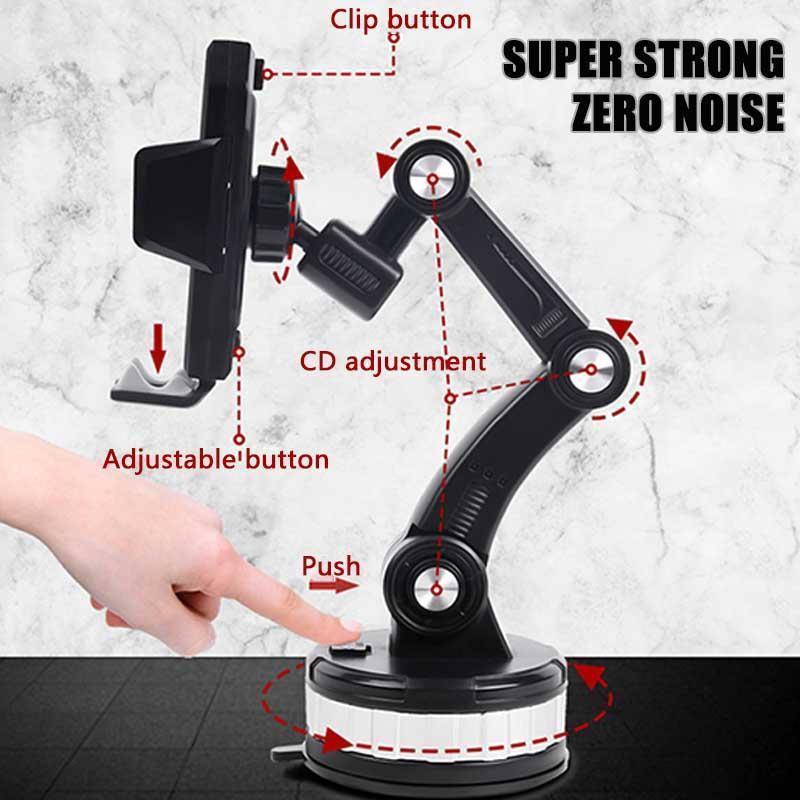 Clip button
SUPER STRONG
ZERO NOISE
CD adjustment
Adjustable button
Push